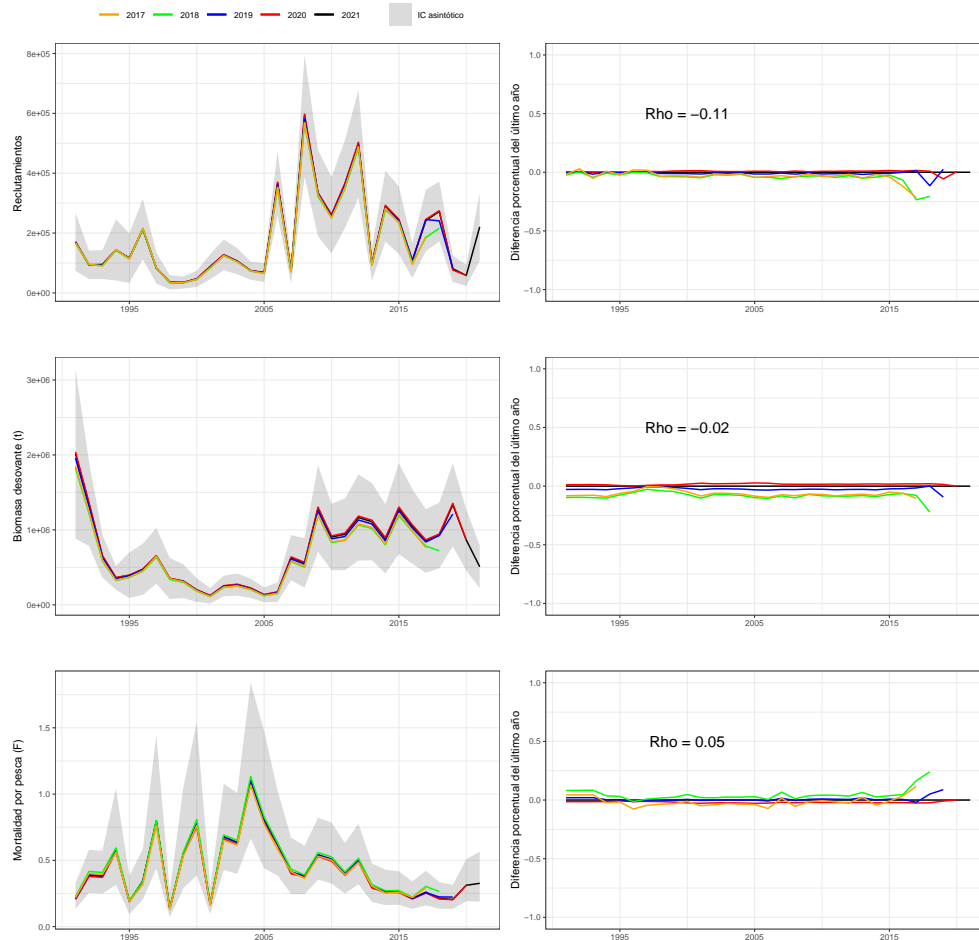 2017 2018 2019 2020 2021 IC asintótico
Reclutamientos
8e+05
6e+05
4e+05
2e+05
0e+00
1995 2005 2015
Diferencia porcentual del último año
1.0
0.5
0.0
−0.5
−1.0
Rho = −0.11
1995 2005 2015
Biomasa desovante (t)
3e+06
2e+06
1e+06
0e+00
1995 2005 2015
Diferencia porcentual del último año
1.0
0.5
0.0
−0.5
−1.0
Rho = −0.02
1995 2005 2015
Mortalidad por pesca (F)
1.5
1.0
0.5
0.0
1995 2005 2015
Diferencia porcentual del último año
1.0
0.5
0.0
−0.5
−1.0
Rho = 0.05
1995 2005 2015